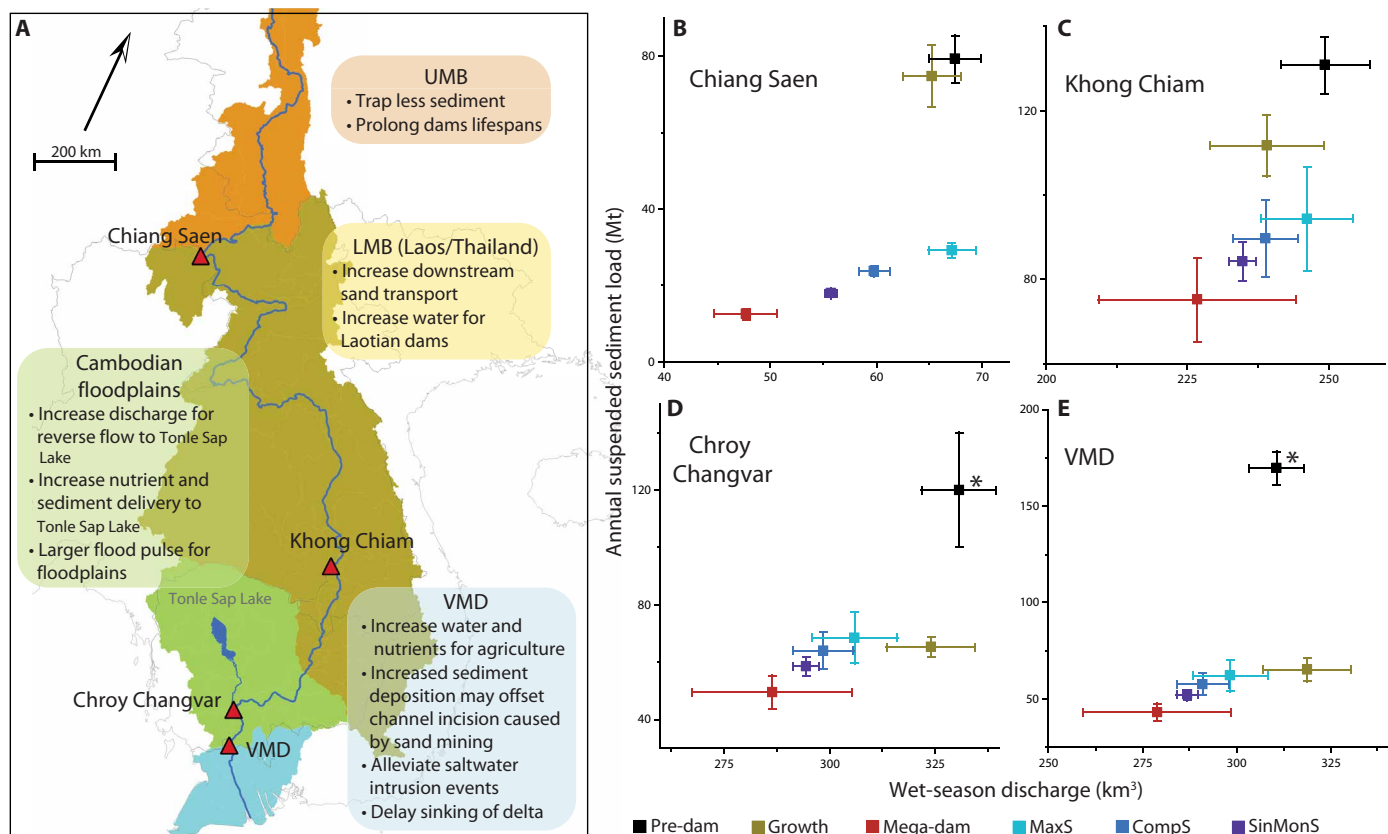 A
200 km
UMB
• Trap less sediment
• Prolong dams lifespans
Chiang Saen
LMB (Laos/Thailand)
• Increase downstream
sand transport
• Increase water for
Laotian dams
Cambodian
floodplains
• Increase discharge for
reverse flow to Tonle Sap
Lake
• Increase nutrient and
sediment delivery to
Tonle Sap Lake
• Larger flood pulse for
floodplains
Khong Chiam
Tonle Sap Lake
Chroy Changvar
VMD
VMD
• Increase water and
nutrients for agriculture
• Increased sediment
deposition may offset
channel incision caused
by sand mining
• Alleviate saltwater
intrusion events
• Delay sinking of delta
Annual suspended sediment load (Mt)
B
Chiang Saen
80
40
20
0
40
50
60
70
C
Khong Chiam
120
80
200
225
250
D
Chroy
Changvar
*
120
80
40
275
300
325
E
VMD
*
200
150
100
50
250
275
300
325
Wet-season discharge (km³)
Pre-dam
Growth
Mega-dam
MaxS
CompS
SinMonS